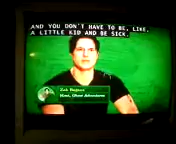 AND YOU DON'T HAVE TO BE, LIKE,
A LITTLE KID AND BE SICK.
Zak Bagans
Host, Ghost Adventures